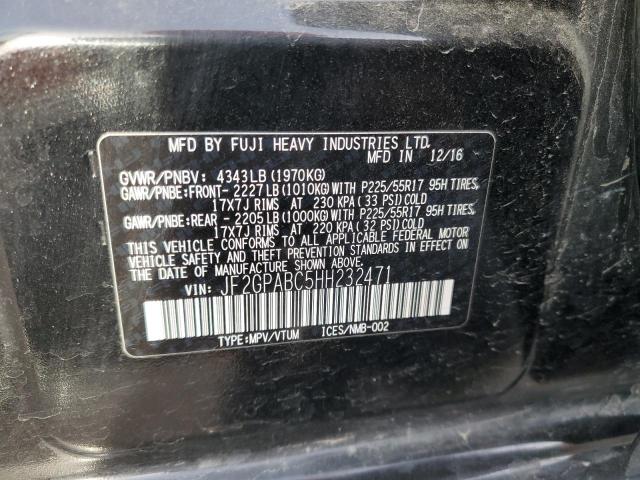 MFD BY FUJI HEAVY INDUSTRIES LTD.
MFD IN 12/16
GVWR/PNBV: 4343LB (1970KG)
GAWR/PNBE:FRONT- 2227LB (1010KG) WITH P225/55R17 95H TIRES,
17X7J RIMS AT 230 KPA (33 PSI) COLD
GAWR/PNBE:REAR - 2205LB (1000KG) WITH P225/55R17 95H TIRES,
17X7J RIMS AT 220 KPA (32 PSI) COLD
THIS VEHICLE CONFORMS TO ALL APPLICABLE FEDERAL MOTOR
VEHICLE SAFETY AND THEFT PREVENTION STANDARDS IN EFFECT
ON THE DATE OF MANUFACTURE SHOWN ABOVE.
VIN: JF2GPABC5HH232471
TYPE:MPV/VTUM ICES/NMB-002